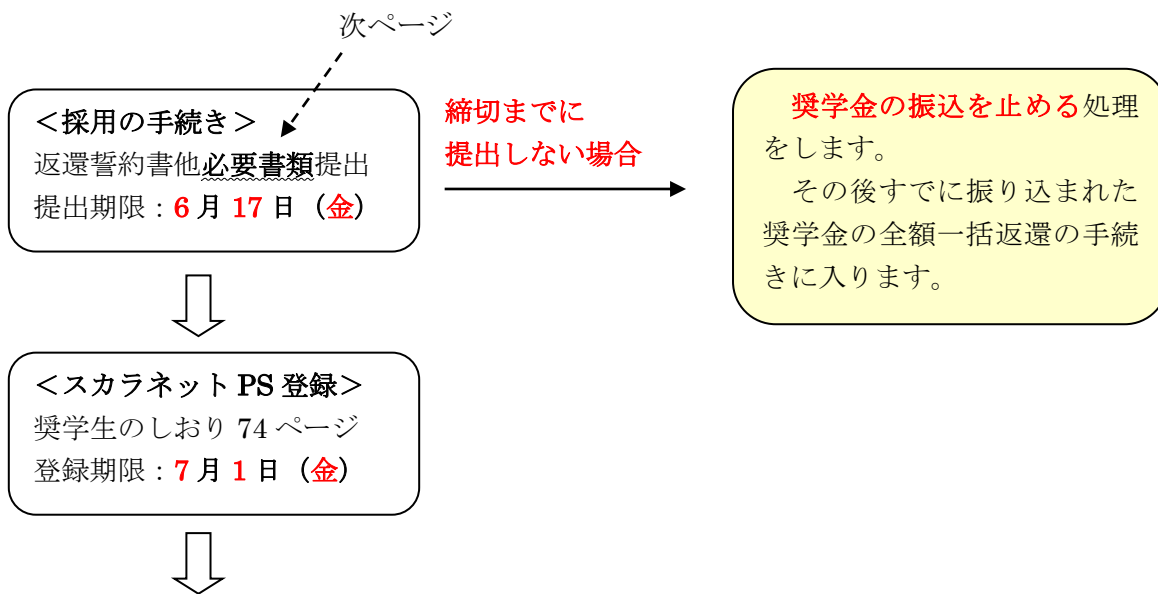 次ページ
＜採用の手続き＞
返還誓約書他必要書類提出
提出期限：6月17日（金）
締切までに
提出しない場合
奨学金の振込を止める処理
をします。
その後すでに振り込まれた
奨学金の全額一括返還の手続
きに入ります。
＜スカラネット PS 登録＞
奨学生のしおり 74 ページ
登録期限：7月1日（金）